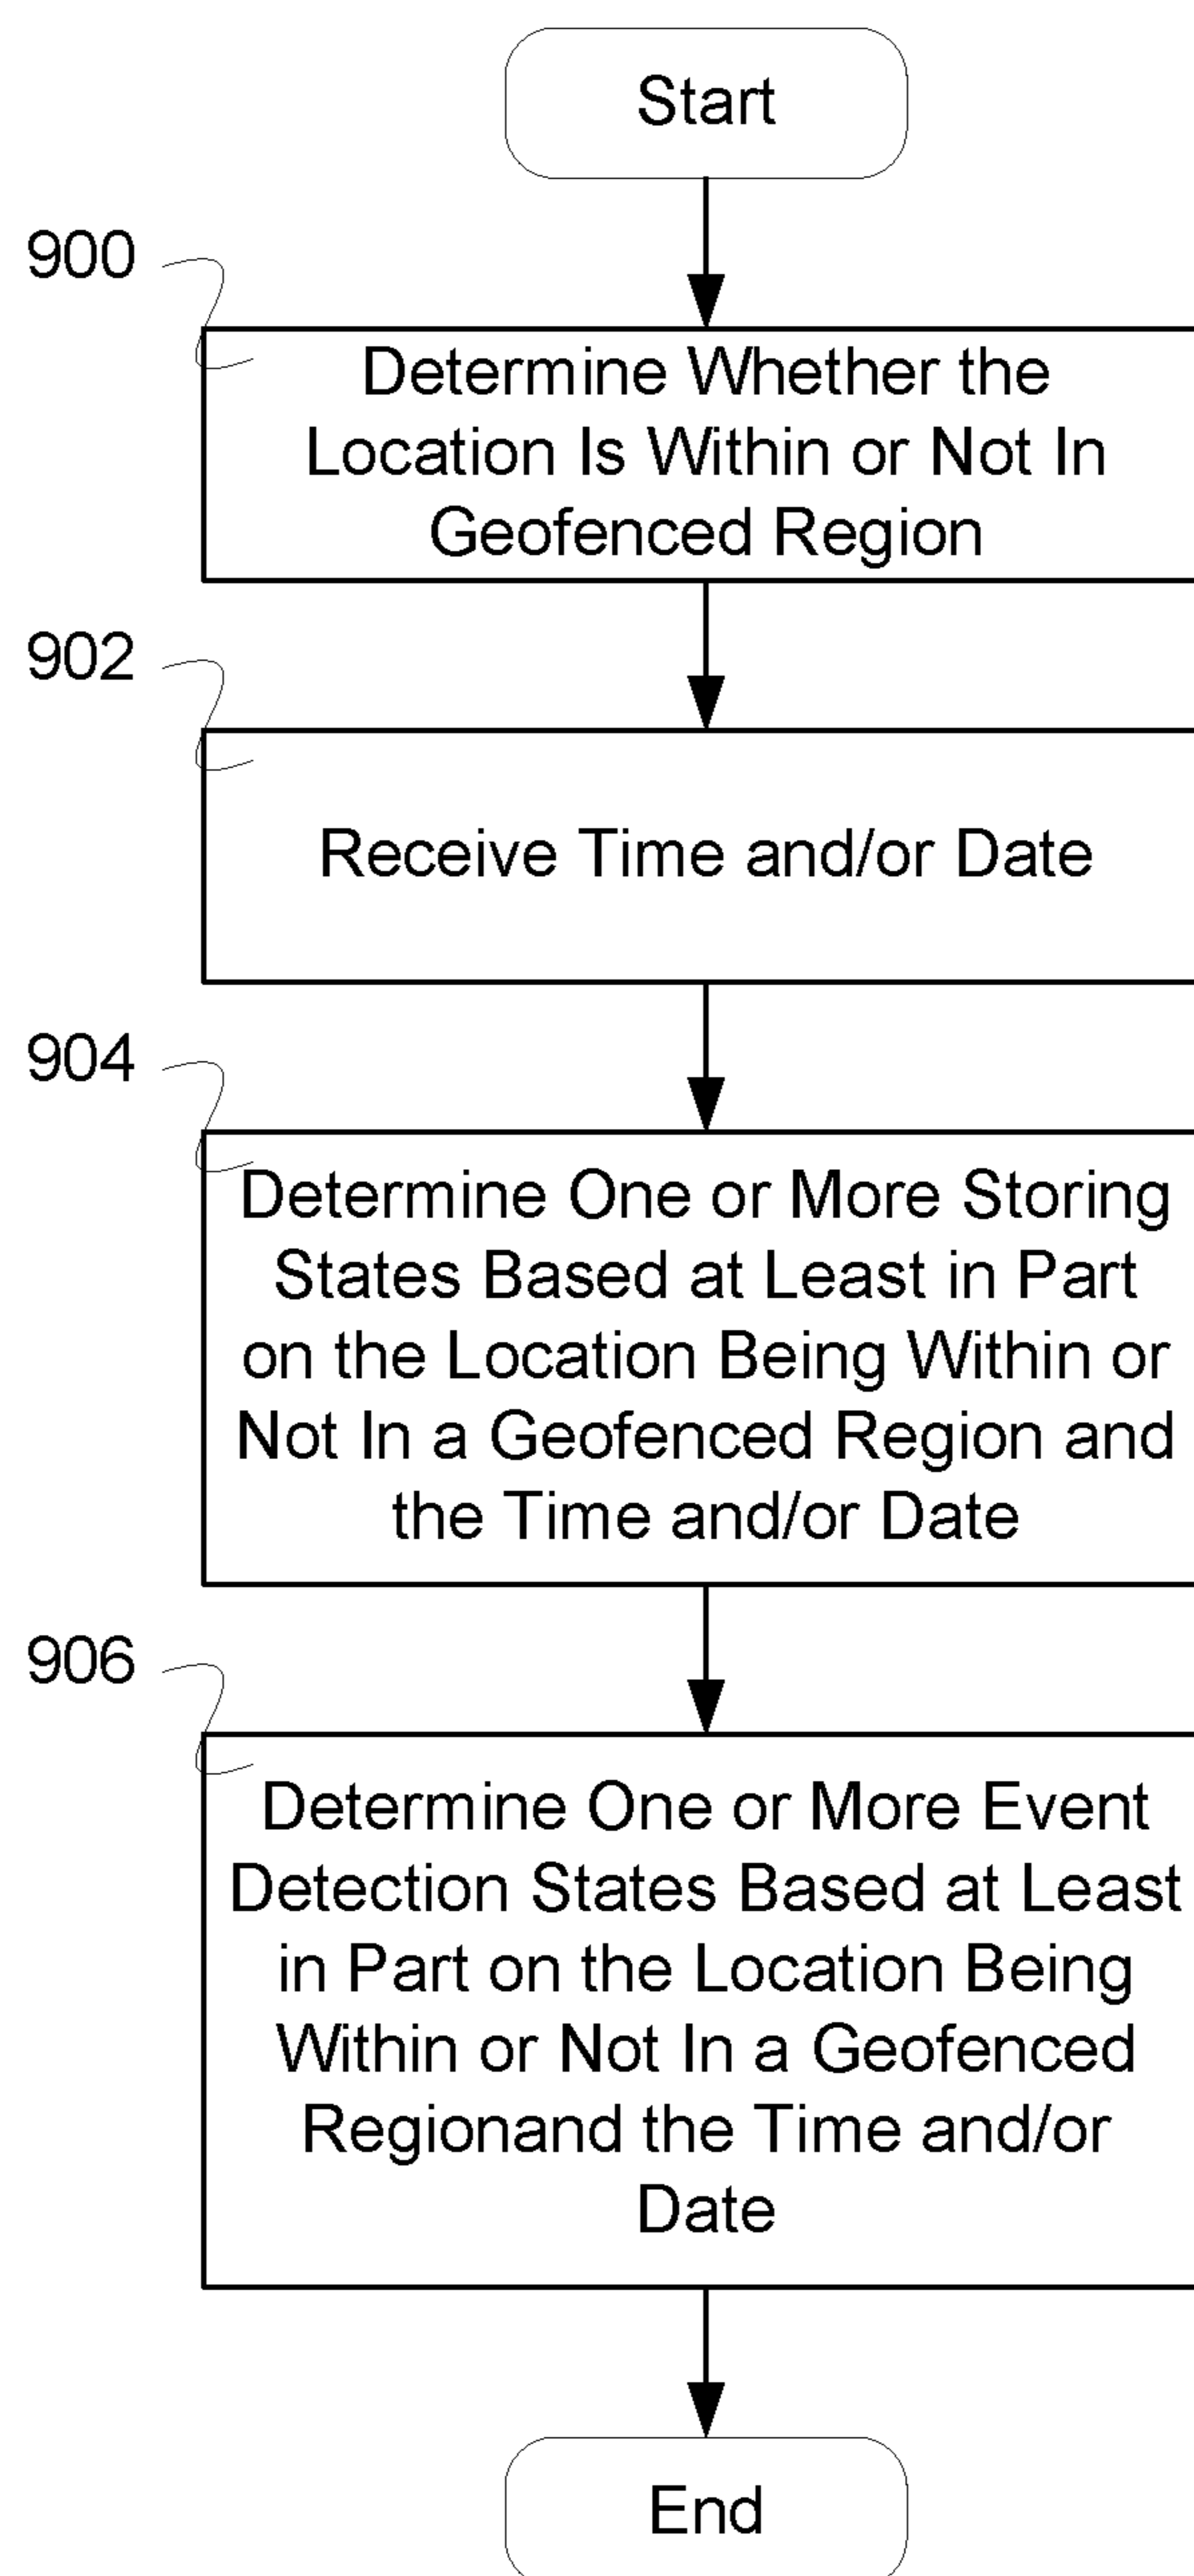 Start
900
Determine Whether the
Location Is Within or Not In
Geofenced Region
902
Receive Time and/or Date
904
Determine One or More Storing
States Based at Least in Part
on the Location Being Within or
Not In a Geofenced Region and
the Time and/or Date
906
Determine One or More Event
Detection States Based at Least
in Part on the Location Being
Within or Not In a Geofenced
Regionand the Time and/or
Date
End